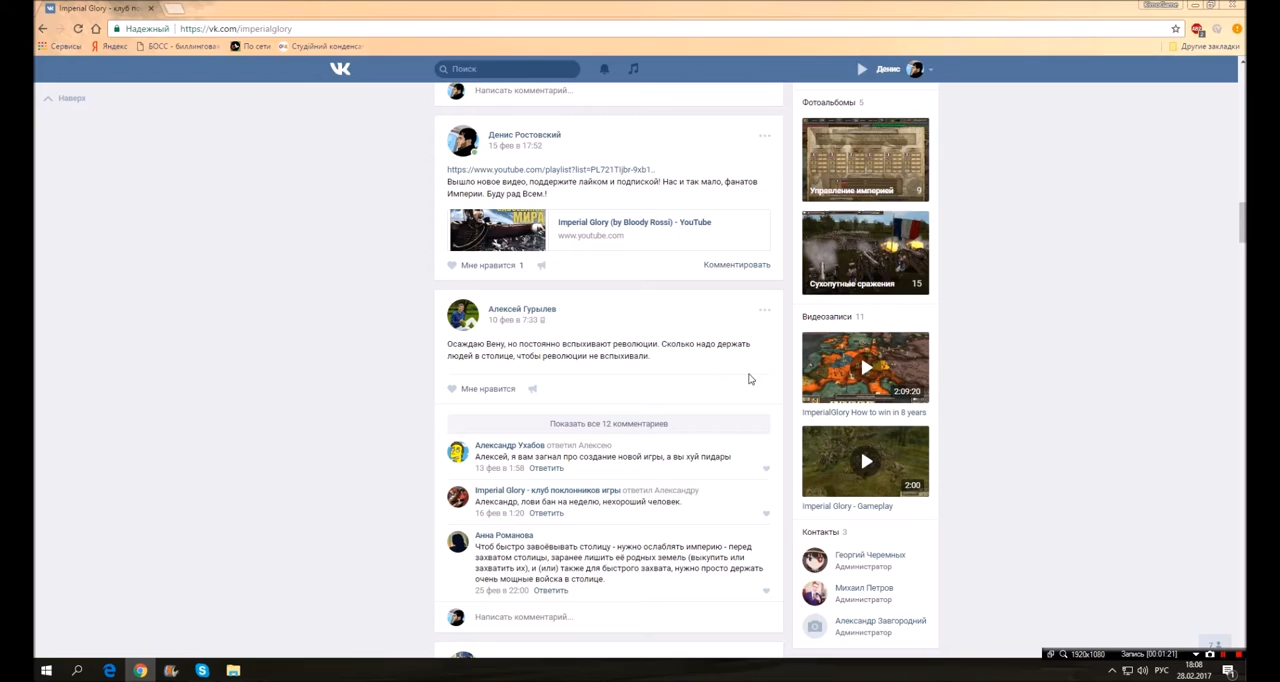 Imperial Glory - клуб по
KimoGame
Надежный
https://vk.com/imperialglory
Сервисы
Яндекс
БОСС - биллингова
По сети
Студійний конденса
Другие закладки
Поиск
Денис
Наверх
Написать комментарий...
Денис Ростовский
15 фев в 17:52
https://www.youtube.com/playlist?list=PL721Tljbr-9xb1..
Вышло новое видео, поддержите лайком и подпиской! Нас и так мало, фанатов
Империи. Буду рад Всем.!
МИРА
Imperial Glory (by Bloody Rossi) - YouTube
www.youtube.com
Мне нравится 1
Комментировать
Алексей Гурылев
10 фев в 7:33
Осаждаю Вену, но постоянно вспыхивают революции. Сколько надо держать
людей в столице, чтобы революции не вспыхивали.
Мне нравится
Показать все 12 комментариев
Александр Ухабов ответил Алексею
Алексей, я вам загнал про создание новой игры, а вы хуй пидары
13 фев в 1:58 Ответить
Imperial Glory - клуб поклонников игры ответил Александру
Александр, лови бан на неделю, нехороший человек.
16 фев в 1:20 Ответить
Анна Романова
Чтоб быстро завоёвывать столицу - нужно ослаблять империю - перед
захватом столицы, заранее лишить её родных земель (выкупить или
захватить их), и (или) также для быстрого захвата, нужно просто держать
очень мощные войска в столице.
25 фев в 22:00 Ответить
Написать комментарий...
Фотоальбомы 5
Управление империей 9
Сухопутные сражения 15
Видеозаписи 11
2:09:20
ImperialGlory How to win in 8 years
2:00
Imperial Glory - Gameplay
Контакты 3
Георгий Черемных
Администратор
Михаил Петров
Администратор
Александр Завгородний
Администратор
1920x1080
Запись [00:01:21]
РУС
18:08
28.02.2017